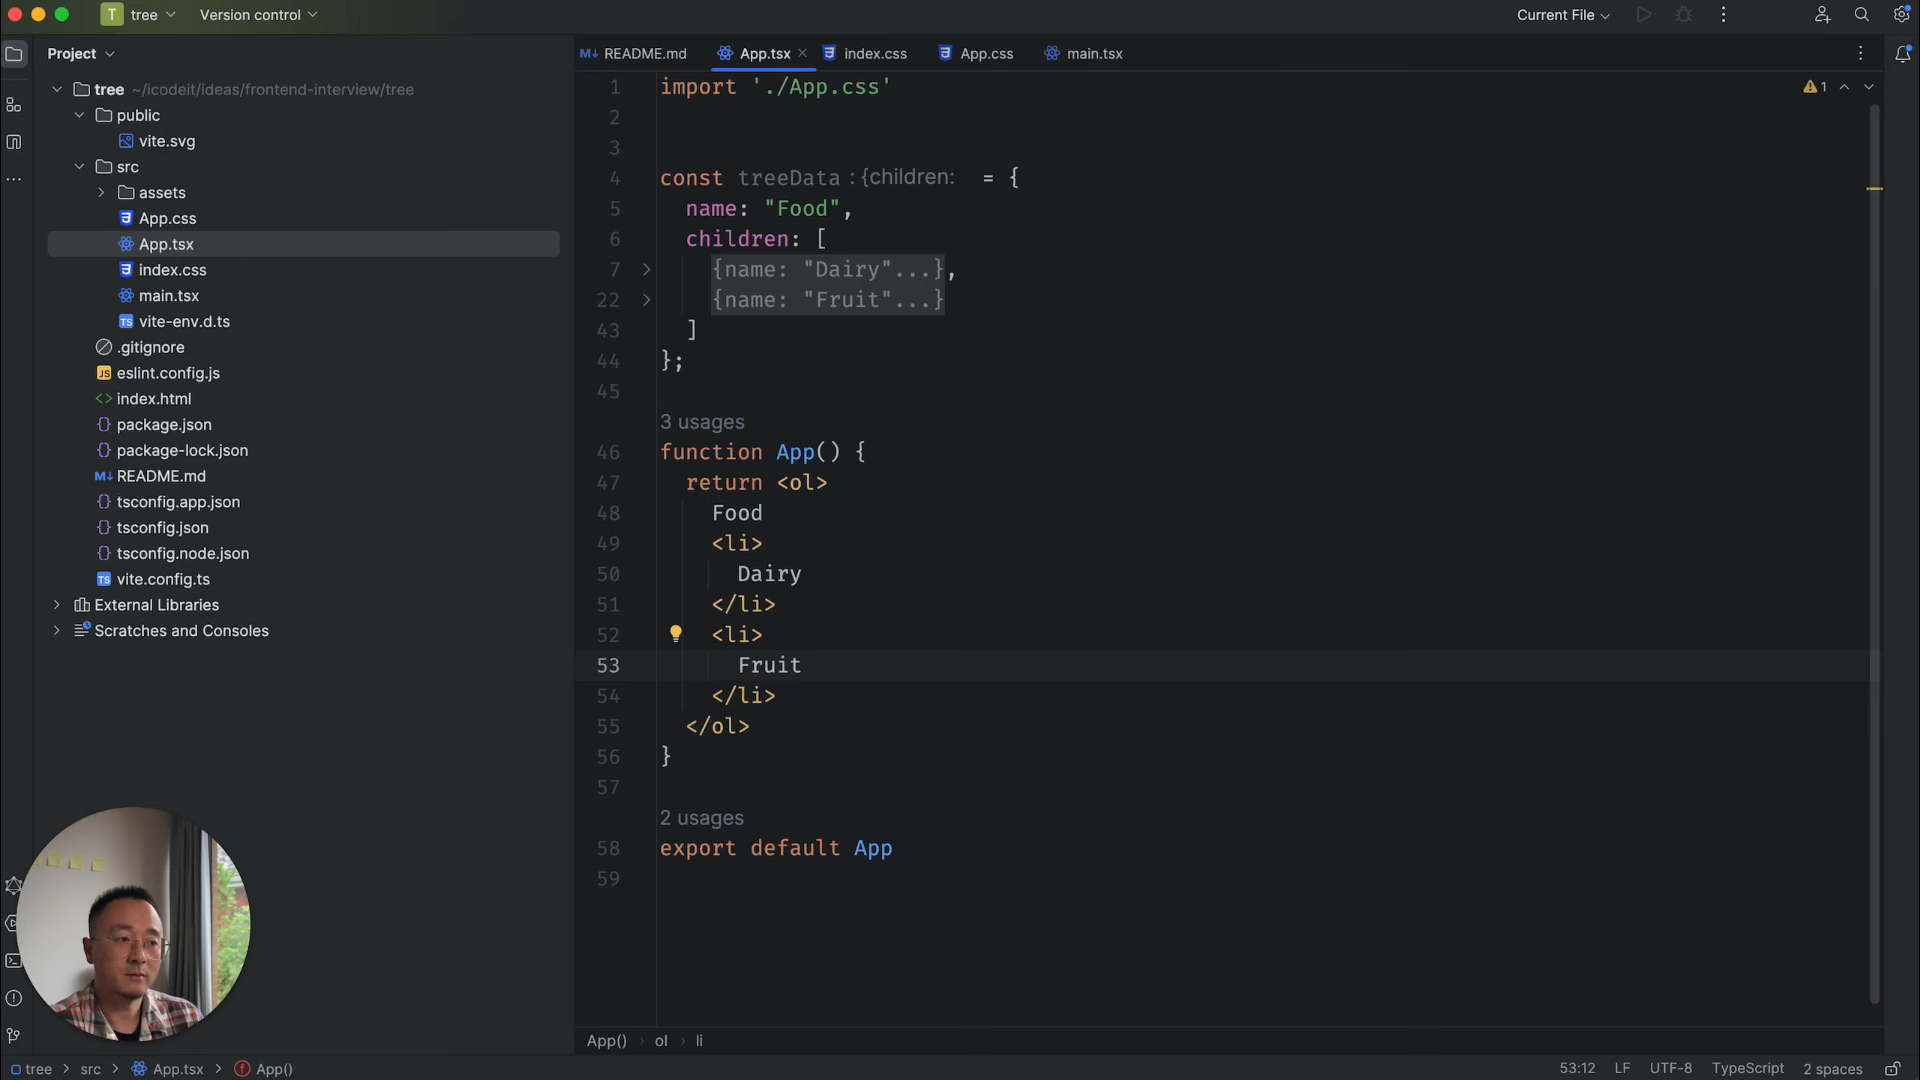 T tree Version control Current File
Project
README.md App.tsx index.css App.css main.tsx
tree ~/icodeit/ideas/frontend-interview/tree
public
vite.svg
src
assets
App.css
App.tsx
index.css
main.tsx
TS vite-env.d.ts
.gitignore
JS eslint.config.js
<> index.html
{} package.json
{} package-lock.json
M↓ README.md
{} tsconfig.app.json
{} tsconfig.json
{} tsconfig.node.json
TS vite.config.ts
External Libraries
Scratches and Consoles
1 import './App.css'
1
2
3
4 const treeData : {children: = {
5 name: "Food",
6 children: [
7 {name: "Dairy"...},
22 {name: "Fruit"...}
43 ]
44 };
45
3 usages
46 function App() {
47 return <ol>
48 Food
49 <li>
50 Dairy
51 </li>
52 <li>
53 Fruit
54 </li>
55 </ol>
56 }
57
2 usages
58 export default App
59
App() › ol › li
tree > src > App.tsx > f App()
53:12 LF UTF-8 TypeScript 2 spaces